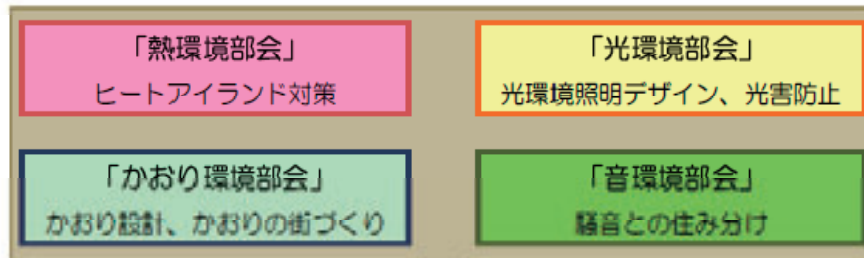 「熱環境部会」
ヒートアイランド対策
「光環境部会」
光環境照明デザイン、光害防止
「かおり環境部会」
かおり設計、かおりの街づくり
「音環境部会」
騒音との住み分け